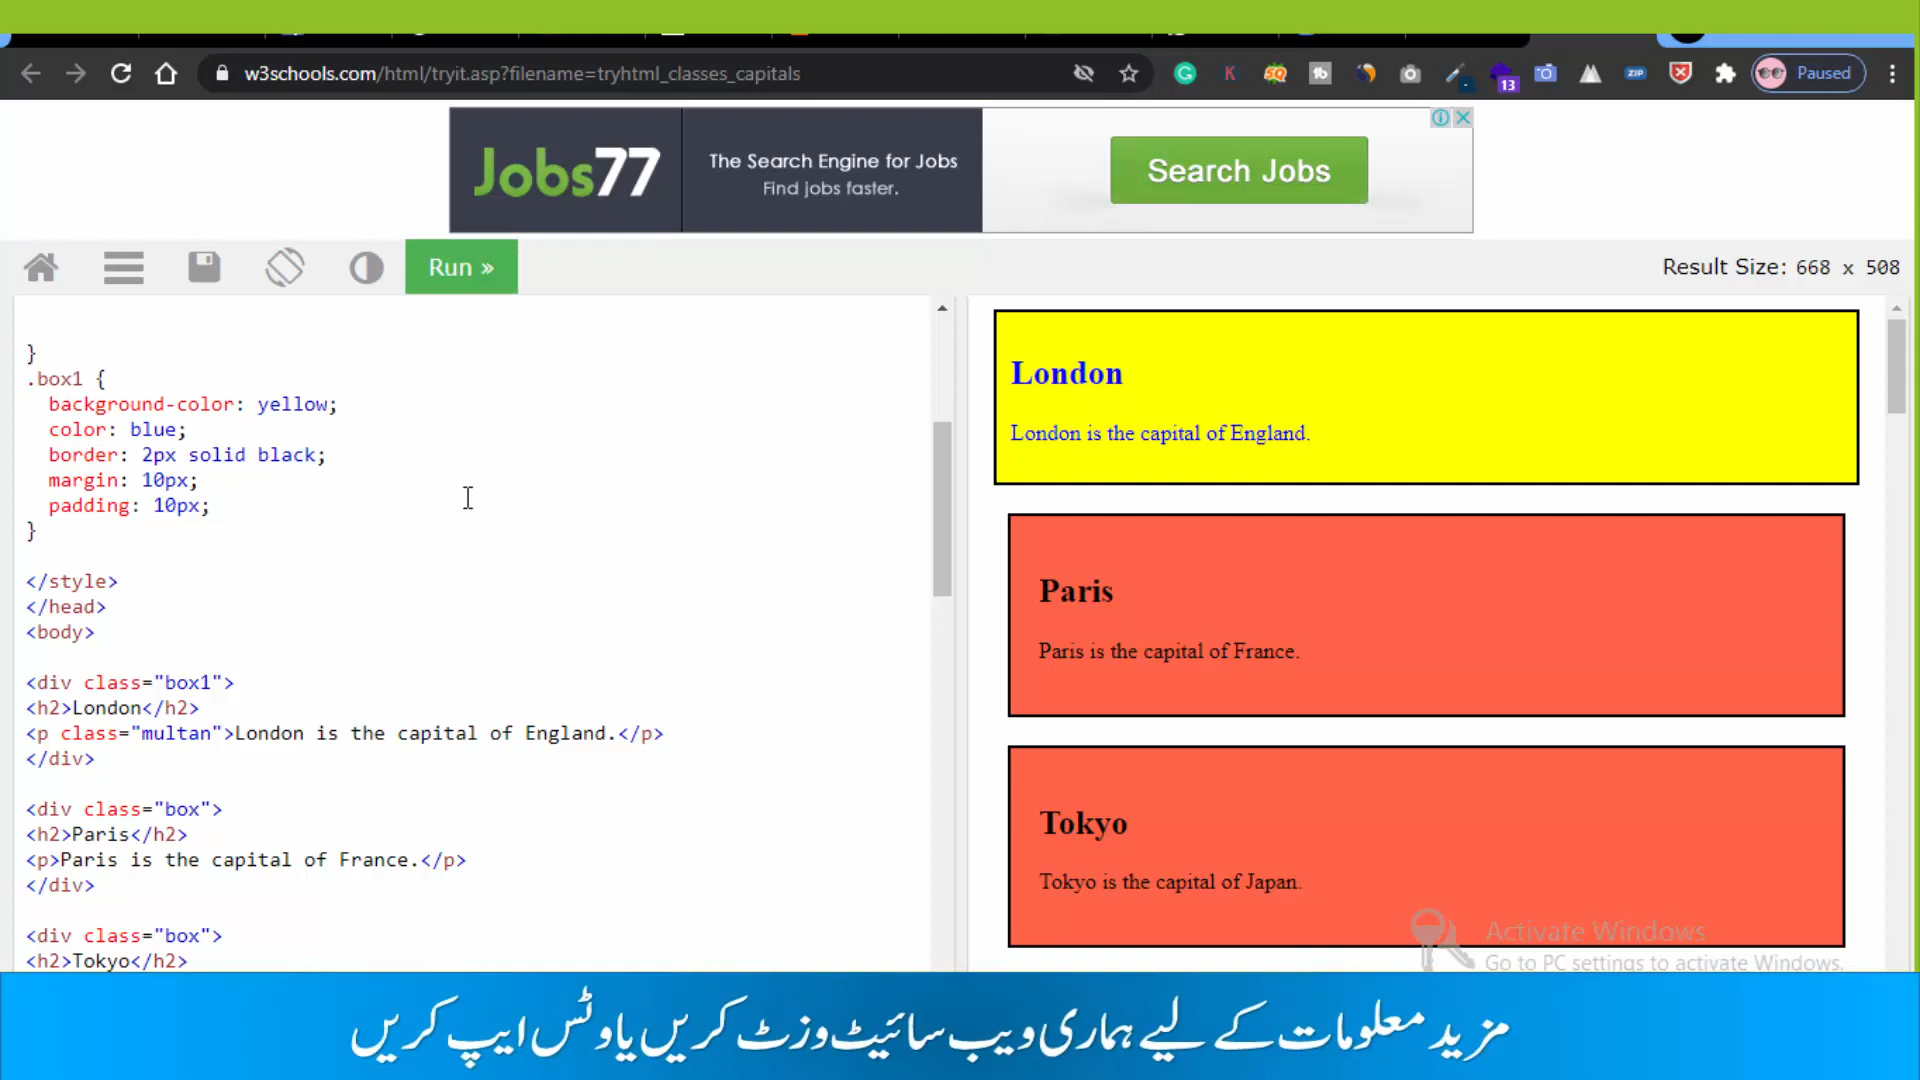 w3schools.com/html/tryit.asp?filename=tryhtml_classes_capitals
13
ZIP
Paused
Jobs77
The Search Engine for Jobs
Find jobs faster.
Search Jobs
Run »
Result Size: 668 x 508
}
.box1 {
background-color: yellow;
color: blue;
border: 2px solid black;
margin: 10px;
padding: 10px;
}
</style>
</head>
<body>
<div class="box1">
<h2>London</h2>
<p class="multan">London is the capital of England.</p>
</div>
<div class="box">
<h2>Paris</h2>
<p>Paris is the capital of France.</p>
</div>
<div class="box">
<h2>Tokyo</h2>
London
London is the capital of England.
Paris
Paris is the capital of France.
Tokyo
Tokyo is the capital of Japan.
Activate Windows
Go to PC settings to activate Windows.
مزید معلومات کے لیے ہماری ویب سائیٹ وزٹ کریں یا وٹس ایپ کریں